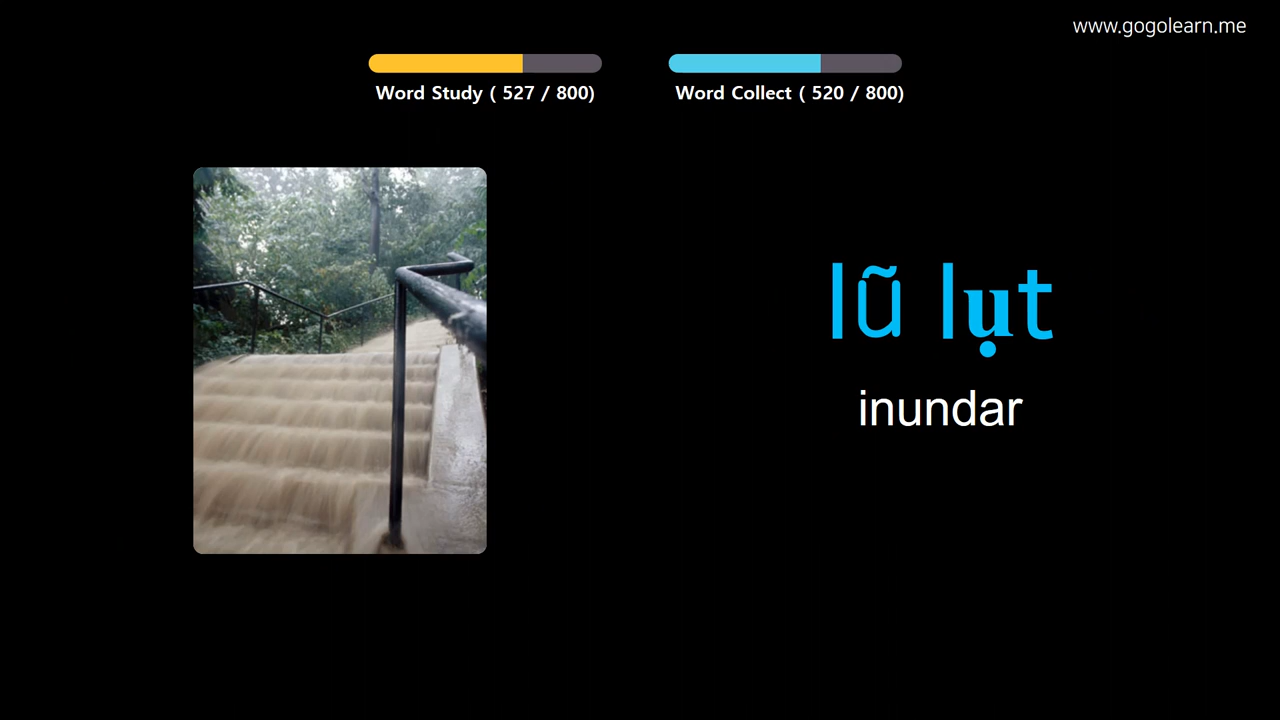 www.gogolearn.me
Word Study ( 527 / 800)
Word Collect ( 520 / 800)
lũ lụt
inundar